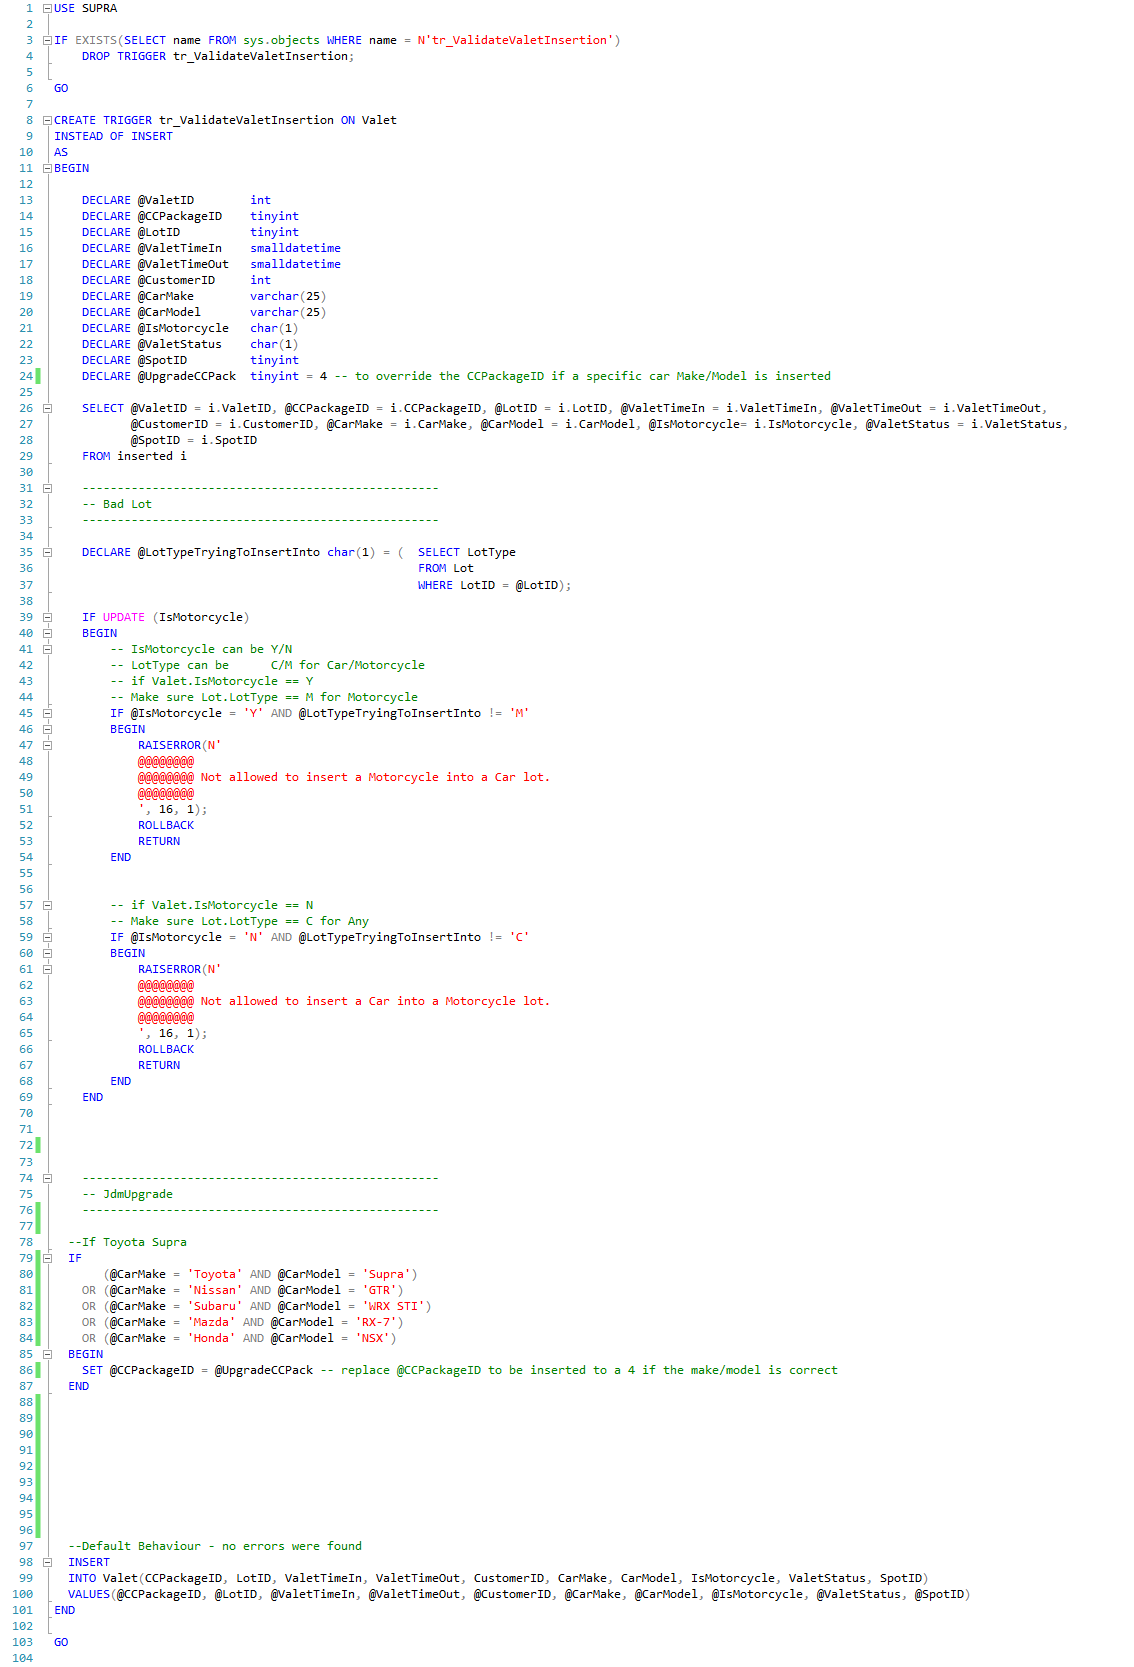 1 USE SUPRA
2
3 IF EXISTS(SELECT name FROM sys.objects WHERE name = N'tr_ValidateValetInsertion')
4     DROP TRIGGER tr_ValidateValetInsertion;
5
6 GO
7
8 CREATE TRIGGER tr_ValidateValetInsertion ON Valet
9 INSTEAD OF INSERT
10 AS
11 BEGIN
12
13     DECLARE @ValetID        int
14     DECLARE @CCPackageID    tinyint
15     DECLARE @LotID          tinyint
16     DECLARE @ValetTimeIn    smalldatetime
17     DECLARE @ValetTimeOut   smalldatetime
18     DECLARE @CustomerID     int
19     DECLARE @CarMake        varchar(25)
20     DECLARE @CarModel       varchar(25)
21     DECLARE @IsMotorcycle   char(1)
22     DECLARE @ValetStatus    char(1)
23     DECLARE @SpotID         tinyint
24     DECLARE @UpgradeCCPack  tinyint = 4 -- to override the CCPackageID if a specific car Make/Model is inserted
25
26     SELECT @ValetID = i.ValetID, @CCPackageID = i.CCPackageID, @LotID = i.LotID, @ValetTimeIn = i.ValetTimeIn, @ValetTimeOut = i.ValetTimeOut,
27            @CustomerID = i.CustomerID, @CarMake = i.CarMake, @CarModel = i.CarModel, @IsMotorcycle= i.IsMotorcycle, @ValetStatus = i.ValetStatus,
28            @SpotID = i.SpotID
29     FROM inserted i
30
31     ---------------------------------------------------
32     -- Bad Lot
33     ---------------------------------------------------
34
35     DECLARE @LotTypeTryingToInsertInto char(1) = (  SELECT LotType
36                                                     FROM Lot
37                                                     WHERE LotID = @LotID);
38
39     IF UPDATE (IsMotorcycle)
40     BEGIN
41         -- IsMotorcycle can be Y/N
42         -- LotType can be      C/M for Car/Motorcycle
43         -- if Valet.IsMotorcycle == Y
44         -- Make sure Lot.LotType == M for Motorcycle
45         IF @IsMotorcycle = 'Y' AND @LotTypeTryingToInsertInto != 'M'
46         BEGIN
47             RAISERROR(N'
48             @@@@@@@@
49             @@@@@@@@ Not allowed to insert a Motorcycle into a Car lot.
50             @@@@@@@@
51             ', 16, 1);
52             ROLLBACK
53             RETURN
54         END
55
56
57         -- if Valet.IsMotorcycle == N
58         -- Make sure Lot.LotType == C for Any
59         IF @IsMotorcycle = 'N' AND @LotTypeTryingToInsertInto != 'C'
60         BEGIN
61             RAISERROR(N'
62             @@@@@@@@
63             @@@@@@@@ Not allowed to insert a Car into a Motorcycle lot.
64             @@@@@@@@
65             ', 16, 1);
66             ROLLBACK
67             RETURN
68         END
69     END
70
71
72
73
74     ---------------------------------------------------
75     -- JdmUpgrade
76     ---------------------------------------------------
77
78   --If Toyota Supra
79   IF
80        (@CarMake = 'Toyota' AND @CarModel = 'Supra')
81     OR (@CarMake = 'Nissan' AND @CarModel = 'GTR')
82     OR (@CarMake = 'Subaru' AND @CarModel = 'WRX STI')
83     OR (@CarMake = 'Mazda' AND @CarModel = 'RX-7')
84     OR (@CarMake = 'Honda' AND @CarModel = 'NSX')
85   BEGIN
86     SET @CCPackageID = @UpgradeCCPack -- replace @CCPackageID to be inserted to a 4 if the make/model is correct
87   END
88
89
90
91
92
93
94
95
96
97   --Default Behaviour - no errors were found
98   INSERT
99   INTO Valet(CCPackageID, LotID, ValetTimeIn, ValetTimeOut, CustomerID, CarMake, CarModel, IsMotorcycle, ValetStatus, SpotID)
100   VALUES(@CCPackageID, @LotID, @ValetTimeIn, @ValetTimeOut, @CustomerID, @CarMake, @CarModel, @IsMotorcycle, @ValetStatus, @SpotID)
101 END
102
103 GO
104